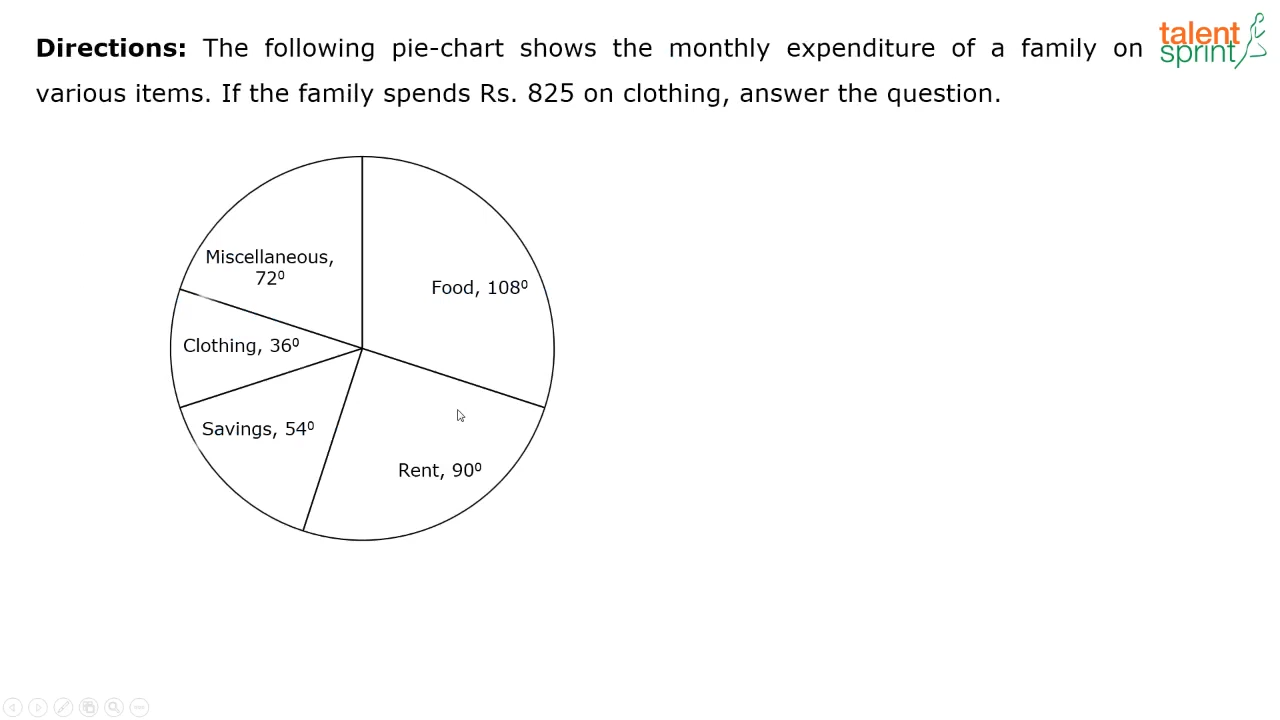 Directions: The following pie-chart shows the monthly expenditure of a family on
various items. If the family spends Rs. 825 on clothing, answer the question.
talent
sprint
Miscellaneous,
72⁰
Food, 108⁰
Clothing, 36⁰
Savings, 54⁰
Rent, 90⁰